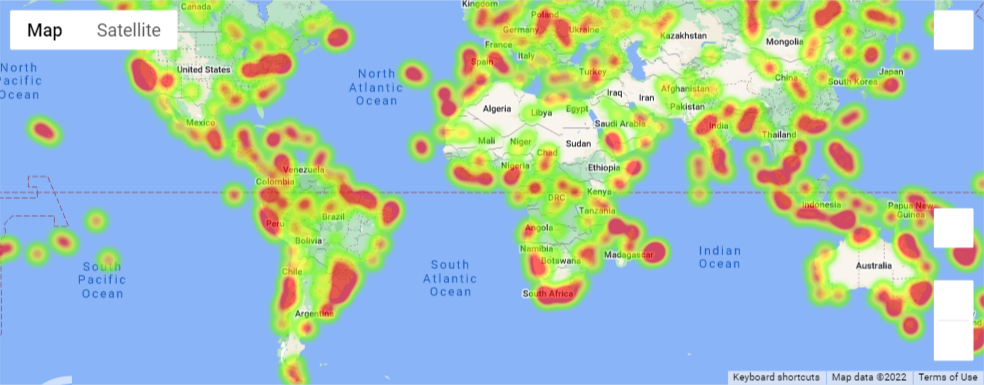 Map Satellite
Canada
Kingdom
Poland
Germany
Ukraine
Kazakhstan
France
Mongolia
Italy
Spain
United States
North
Pacific
Ocean
North
Atlantic
Ocean
Turkey
China
South Korea
Japan
Iraq
Iran
Afghanistan
Pakistan
Algeria
Libya
Egypt
Saudi Arabia
Mexico
India
Thailand
Mali
Niger
Chad
Sudan
Nigeria
Ethiopia
Venezuela
Colombia
DRC
Kenya
Indonesia
Papua New
Guinea
Tanzania
Peru
Brazil
Bolivia
Angola
Namibia
Botswana
Madagascar
Indian
Ocean
Australia
South
Pacific
Ocean
Chile
South
Atlantic
Ocean
South Africa
Argentina
Keyboard shortcuts Map data ©2022 Terms of Use